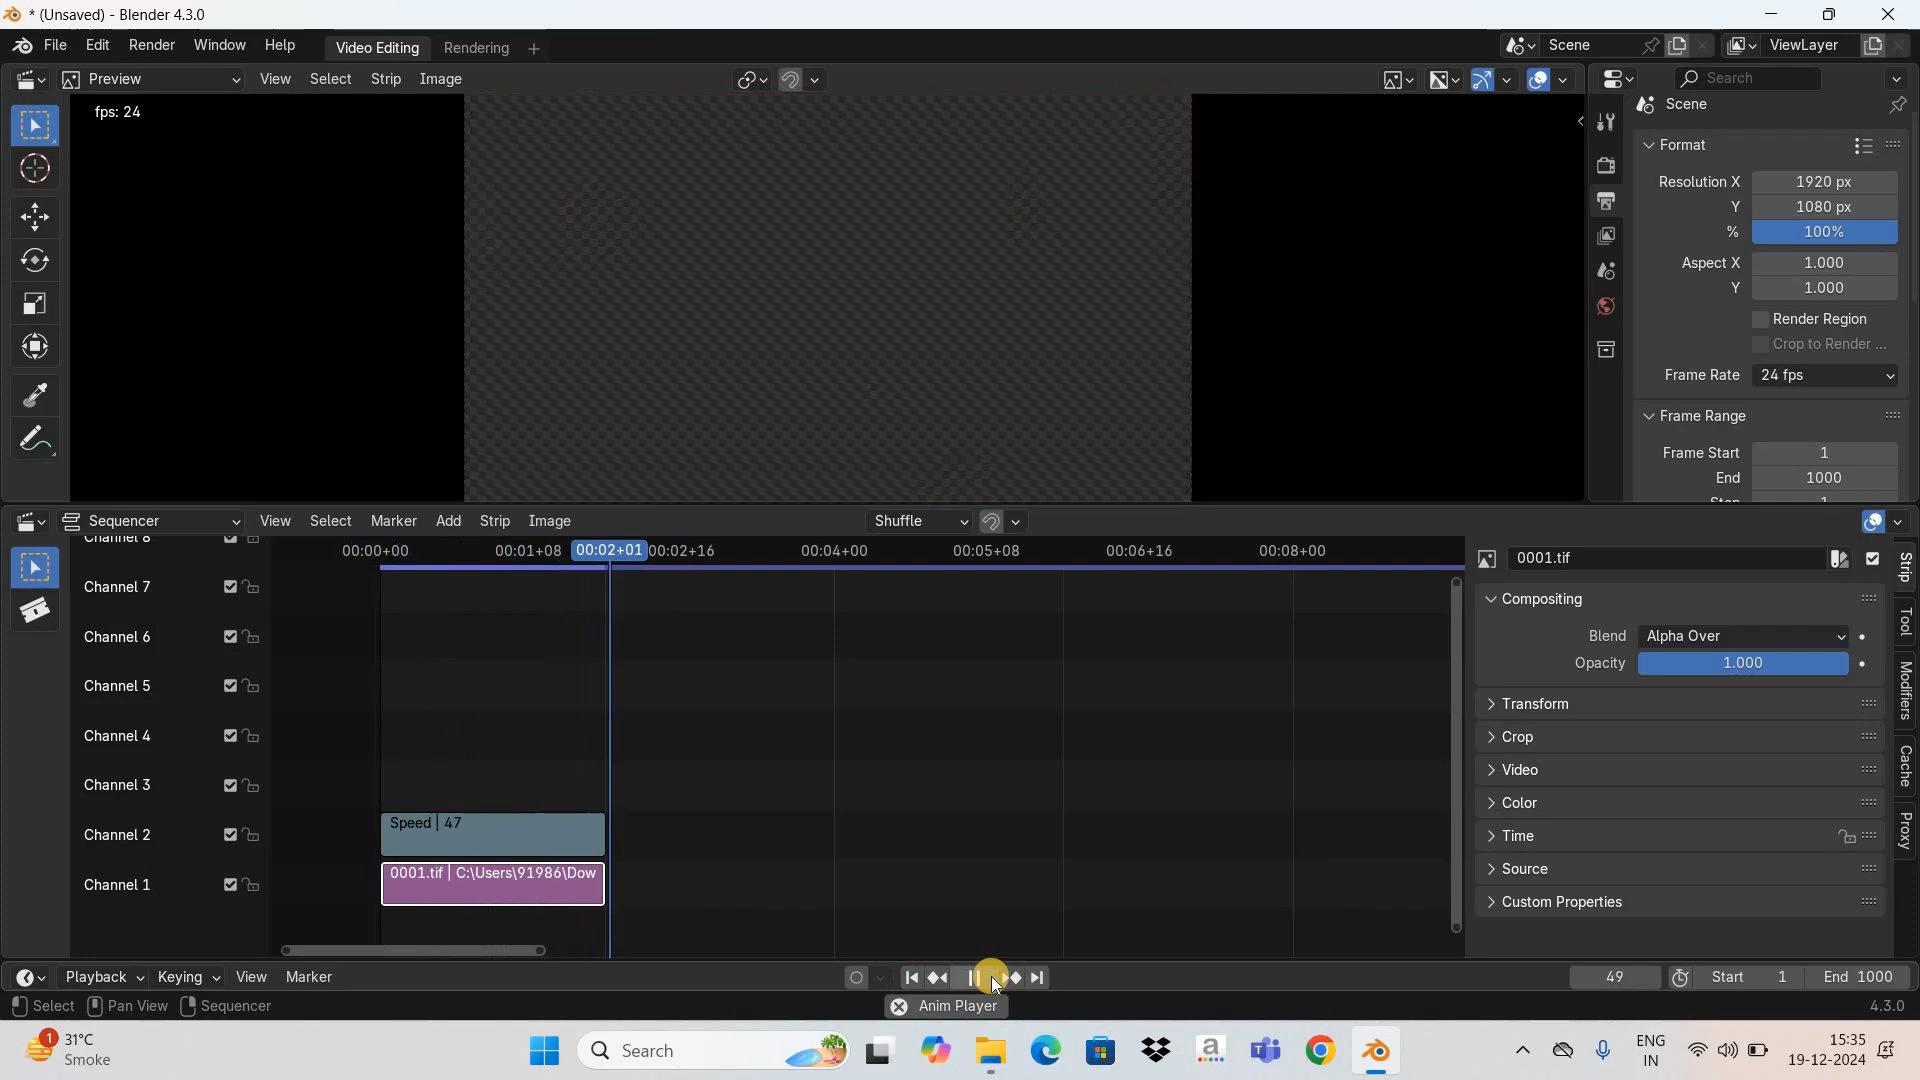 * (Unsaved) - Blender 4.3.0
File Edit Render Window Help Video Editing Rendering + Scene ViewLayer
Preview View Select Strip Image Search
fps: 24
Scene
Format
Resolution X 1920 px
Y 1080 px
% 100%
Aspect X 1.000
Y 1.000
Render Region
Crop to Render ...
Frame Rate 24 fps
Frame Range
Frame Start 1
End 1000
Step 1
Sequencer View Select Marker Add Strip Image Shuffle
00:00+00 00:01+08 00:02+01 00:02+16 00:04+00 00:05+08 00:06+16 00:08+00
Channel 8
Channel 7
Channel 6
Channel 5
Channel 4
Channel 3
Channel 2
Channel 1
Speed | 47
0001.tif | C:\Users\91986\Dow
0001.tif
Compositing
Blend Alpha Over
Opacity 1.000
Transform
Crop
Video
Color
Time
Source
Custom Properties
Strip
Tool
Modifiers
Cache
Proxy
Playback Keying View Marker 49 Start 1 End 1000
Select Pan View Sequencer Anim Player 4.3.0
1
31°C
Smoke
Search
a
ENG
IN
15:35
19-12-2024